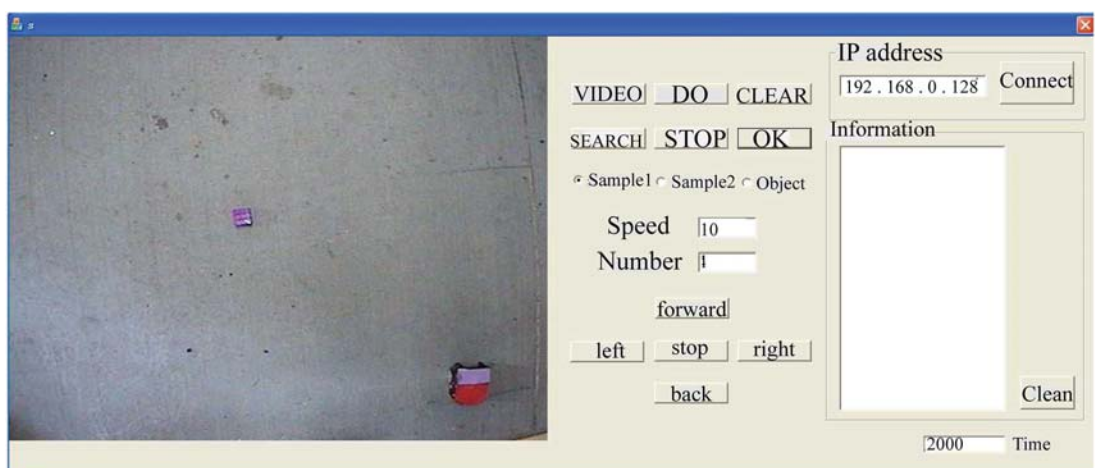 VIDEO DO CLEAR
SEARCH STOP OK
Sample1 Sample2 Object
Speed 10
Number
forward
left stop right
back
IP address
192 . 168 . 0 . 128 Connect
Information
Clean
2000 Time